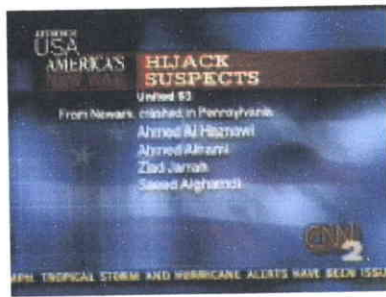 USA
AMERICA'S
HIJACK
SUSPECTS
United 93
From Newark, crashed in Pennsylvania
Ahmed Al Haznawi
Ahmed Alnami
Ziad Jarrah
Saeed Alghamdi
CNN
2
MPH. TROPICAL STORM AND HURRICANE ALERTS HAVE BEEN ISSU